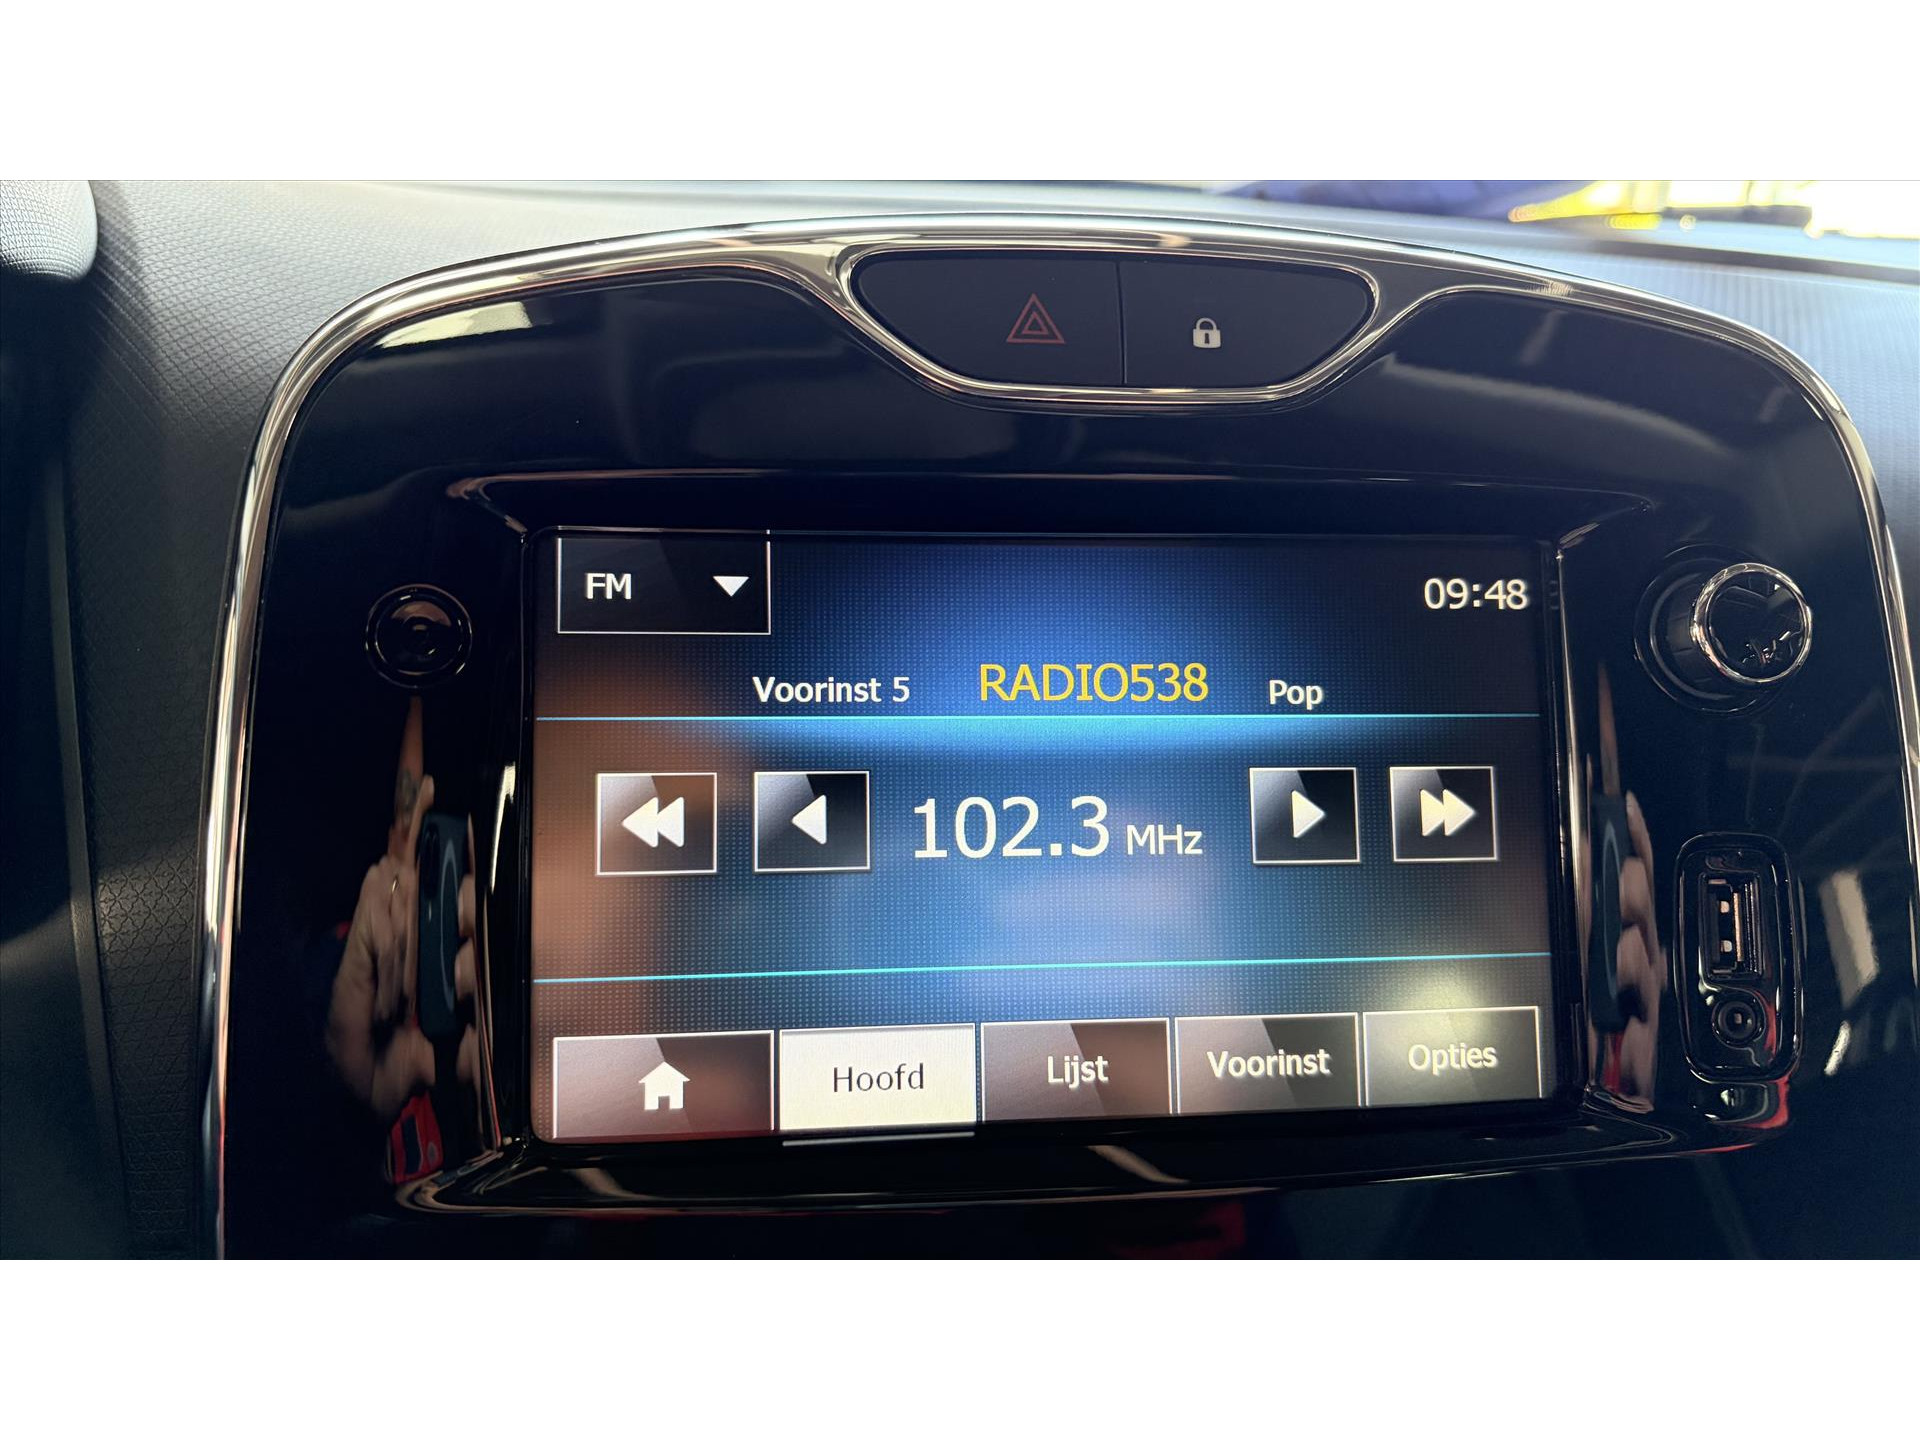 FM
09:48
Voorinst 5 RADIO538 Pop
102.3 MHz
Hoofd Lijst Voorinst Opties